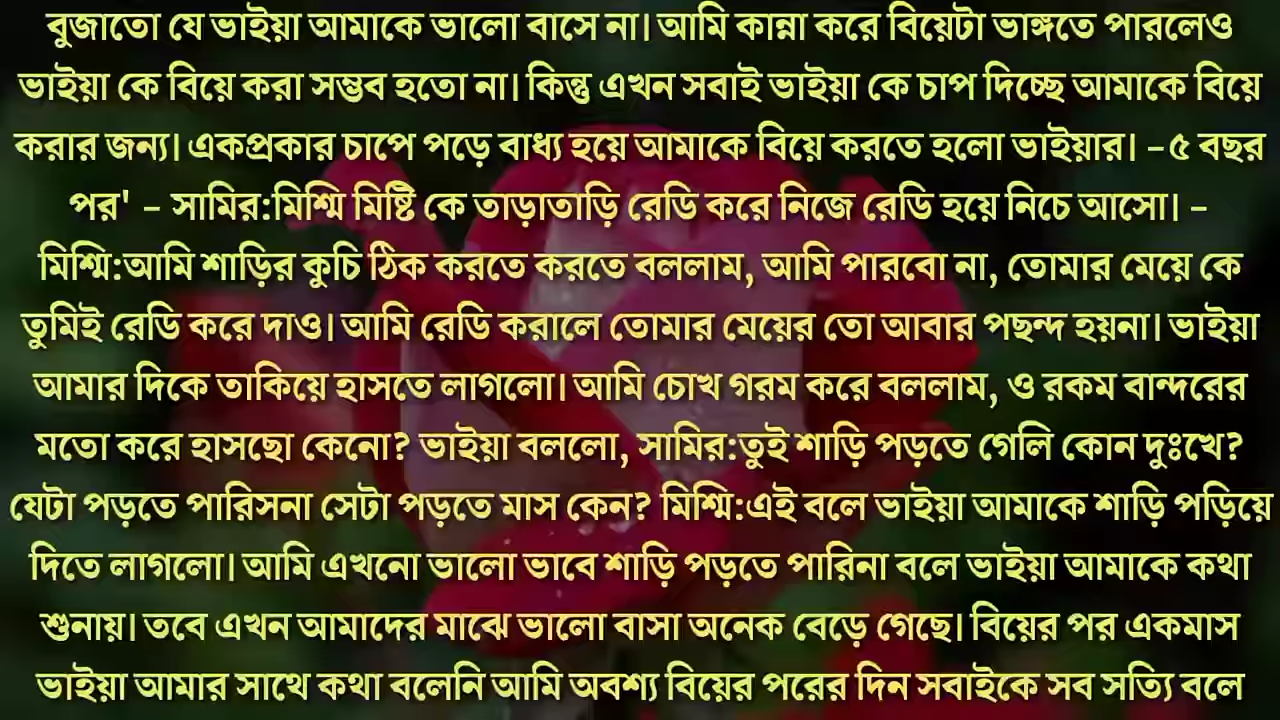 বুজাতো যে ভাইয়া আমাকে ভালো বাসে না। আমি কান্না করে বিয়েটা ভাঙ্গতে পারলেও
ভাইয়া কে বিয়ে করা সম্ভব হতো না। কিন্তু এখন সবাই ভাইয়া কে চাপ দিচ্ছে আমাকে বিয়ে
করার জন্য। একপ্রকার চাপে পড়ে বাধ্য হয়ে আমাকে বিয়ে করতে হলো ভাইয়ার। –৫ বছর
পর' – সামির:মিশ্মি মিষ্টি কে তাড়াতাড়ি রেডি করে নিজে রেডি হয়ে নিচে আসো। –
মিশ্মি:আমি শাড়ির কুচি ঠিক করতে করতে বললাম, আমি পারবো না, তোমার মেয়ে কে
তুমিই রেডি করে দাও। আমি রেডি করালে তোমার মেয়ের তো আবার পছন্দ হয়না। ভাইয়া
আমার দিকে তাকিয়ে হাসতে লাগলো। আমি চোখ গরম করে বললাম, ও রকম বান্দরের
মতো করে হাসছো কেনো? ভাইয়া বললো, সামির:তুই শাড়ি পড়তে গেলি কোন দুঃখে?
যেটা পড়তে পারিসনা সেটা পড়তে মাস কেন? মিশ্মি:এই বলে ভাইয়া আমাকে শাড়ি পড়িয়ে
দিতে লাগলো। আমি এখনো ভালো ভাবে শাড়ি পড়তে পারিনা বলে ভাইয়া আমাকে কথা
শুনায়। তবে এখন আমাদের মাঝে ভালো বাসা অনেক বেড়ে গেছে। বিয়ের পর একমাস
ভাইয়া আমার সাথে কথা বলেনি আমি অবশ্য বিয়ের পরের দিন সবাইকে সব সত্যি বলে